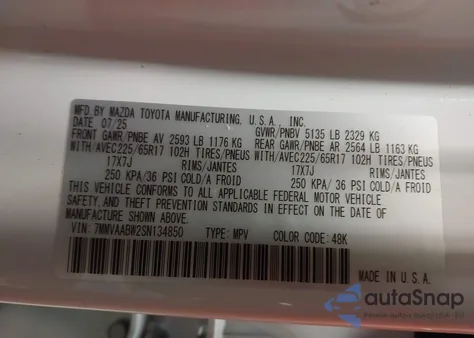 MFD. BY MAZDA TOYOTA MANUFACTURING, U.S.A., INC.
DATE: 07/25 GVWR/PNBV 5135 LB 2329 KG
FRONT GAWR/PNBE AV 2593 LB 1176 KG REAR GAWR/PNBE AR 2564 LB 1163 KG
WITH/AVEC225/65R17 102H TIRES/PNEUS WITH/AVEC225/65R17 102H TIRES/PNEUS
17X7J RIMS/JANTES 17X7J RIMS/JANTES
250 KPA/ 36 PSI COLD/A FROID 250 KPA/ 36 PSI COLD/A FROID
THIS VEHICLE CONFORMS TO ALL APPLICABLE FEDERAL MOTOR VEHICLE
SAFETY, AND THEFT PREVENTION STANDARDS IN EFFECT ON THE DATE OF
MANUFACTURE SHOWN ABOVE.
VIN: 7MMVAABW2SN134850 TYPE: MPV COLOR CODE: 48K
MADE IN U.S.A.
autoSnap